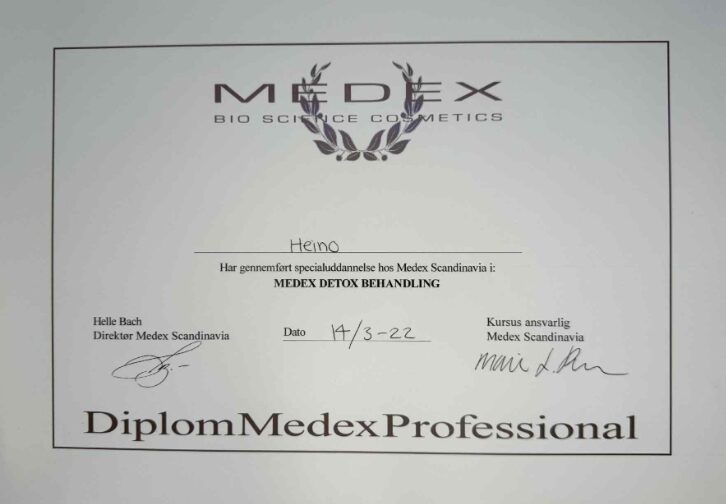 MEDEX
BIO SCIENCE COSMETICS
Heino
Har gennemført specialuddannelse hos Medex Scandinavia i:
MEDEX DETOX BEHANDLING
Helle Bach
Direktør Medex Scandinavia
Dato 14/3-22
Kursus ansvarlig
Medex Scandinavia
DiplomMedexProfessional